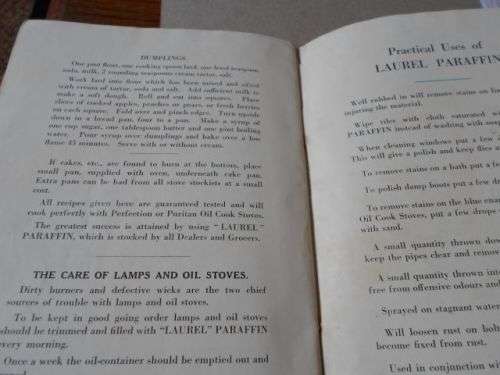 DUMPLINGS
One pint flour, one cooking spoon lard, one level teaspoon
soda, milk, 2 rounding teaspoons cream tartar, salt.
Work lard into flour which has been mixed and sifted
with cream of tartar, soda and salt. Add sufficient milk to
make a soft dough. Roll and cut into squares. Place
slices of cooked apples, peaches or pears, or fresh berries
on each square. Fold over and pinch edges. Turn upside
down in a bread pan, four to a pan. Make a syrup of
one cup sugar, one tablespoon butter and one pint boiling
water. Pour syrup over dumplings and bake over a low
flame 45 minutes. Serve with or without cream.
If cakes, etc., are found to burn at the bottom, place
small pan, supplied with oven, underneath cake pan.
Extra pans can be had from all stove stockists at a small
cost.
All recipes given here are guaranteed tested and will
cook perfectly with Perfection or Puritan Oil Cook Stoves.
The greatest success is attained by using "LAUREL"
PARAFFIN, which is stocked by all Dealers and Grocers.
THE CARE OF LAMPS AND OIL STOVES.
Dirty burners and defective wicks are the two chief
sources of trouble with lamps and oil stoves.
To be kept in good going order lamps and oil stoves
should be trimmed and filled with "LAUREL" PARAFFIN
every morning.
Once a week the oil-container should be emptied out and
Practical Uses of
LAUREL PARAFFIN
Well rubbed in will remove stains on
injuring the material.
Wipe tiles with cloth saturated
PARAFFIN instead of washing with
When cleaning windows put a few
This will give a polish and keep flies
To remove stains on a bath put a few
To polish damp boots put a few
To remove stains on the blue
Oil Cook Stoves, put a few drops
with sand.
A small quantity thrown down
keep the pipes clear and remove
A small quantity thrown
free from offensive odours and
Sprayed on stagnant water
Will loosen rust on
become fixed from rust.
Used in conjunction